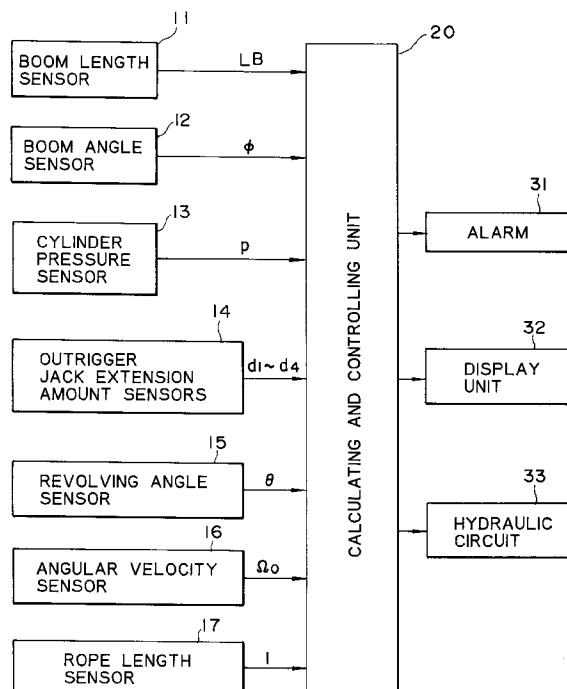 11
BOOM LENGTH
SENSOR
LB
12
BOOM ANGLE
SENSOR
ϕ
13
CYLINDER
PRESSURE
SENSOR
p
14
OUTRIGGER
JACK EXTENSION
AMOUNT SENSORS
d1~d4
15
REVOLVING ANGLE
SENSOR
θ
16
ANGULAR VELOCITY
SENSOR
Ωo
17
ROPE LENGTH
SENSOR
l
20
CALCULATING AND CONTROLLING UNIT
31
ALARM
32
DISPLAY
UNIT
33
HYDRAULIC
CIRCUIT